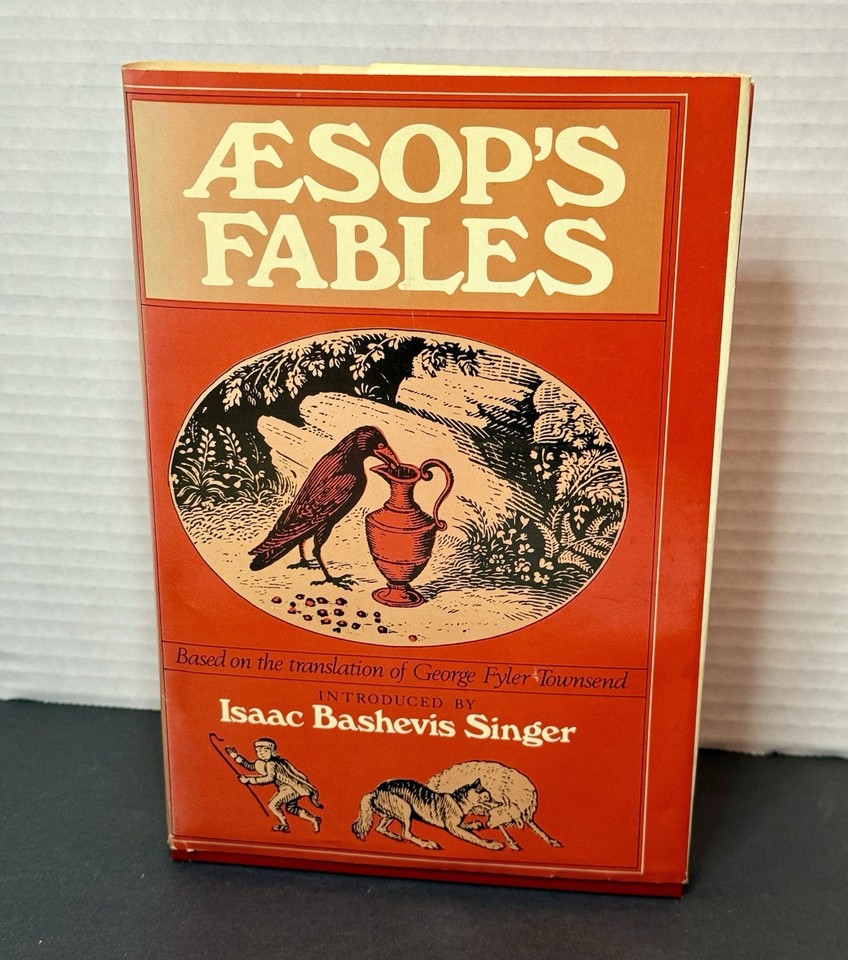 ÆSOP'S
FABLES
Based on the translation of George Fyler Townsend
INTRODUCED BY
Isaac Bashevis Singer